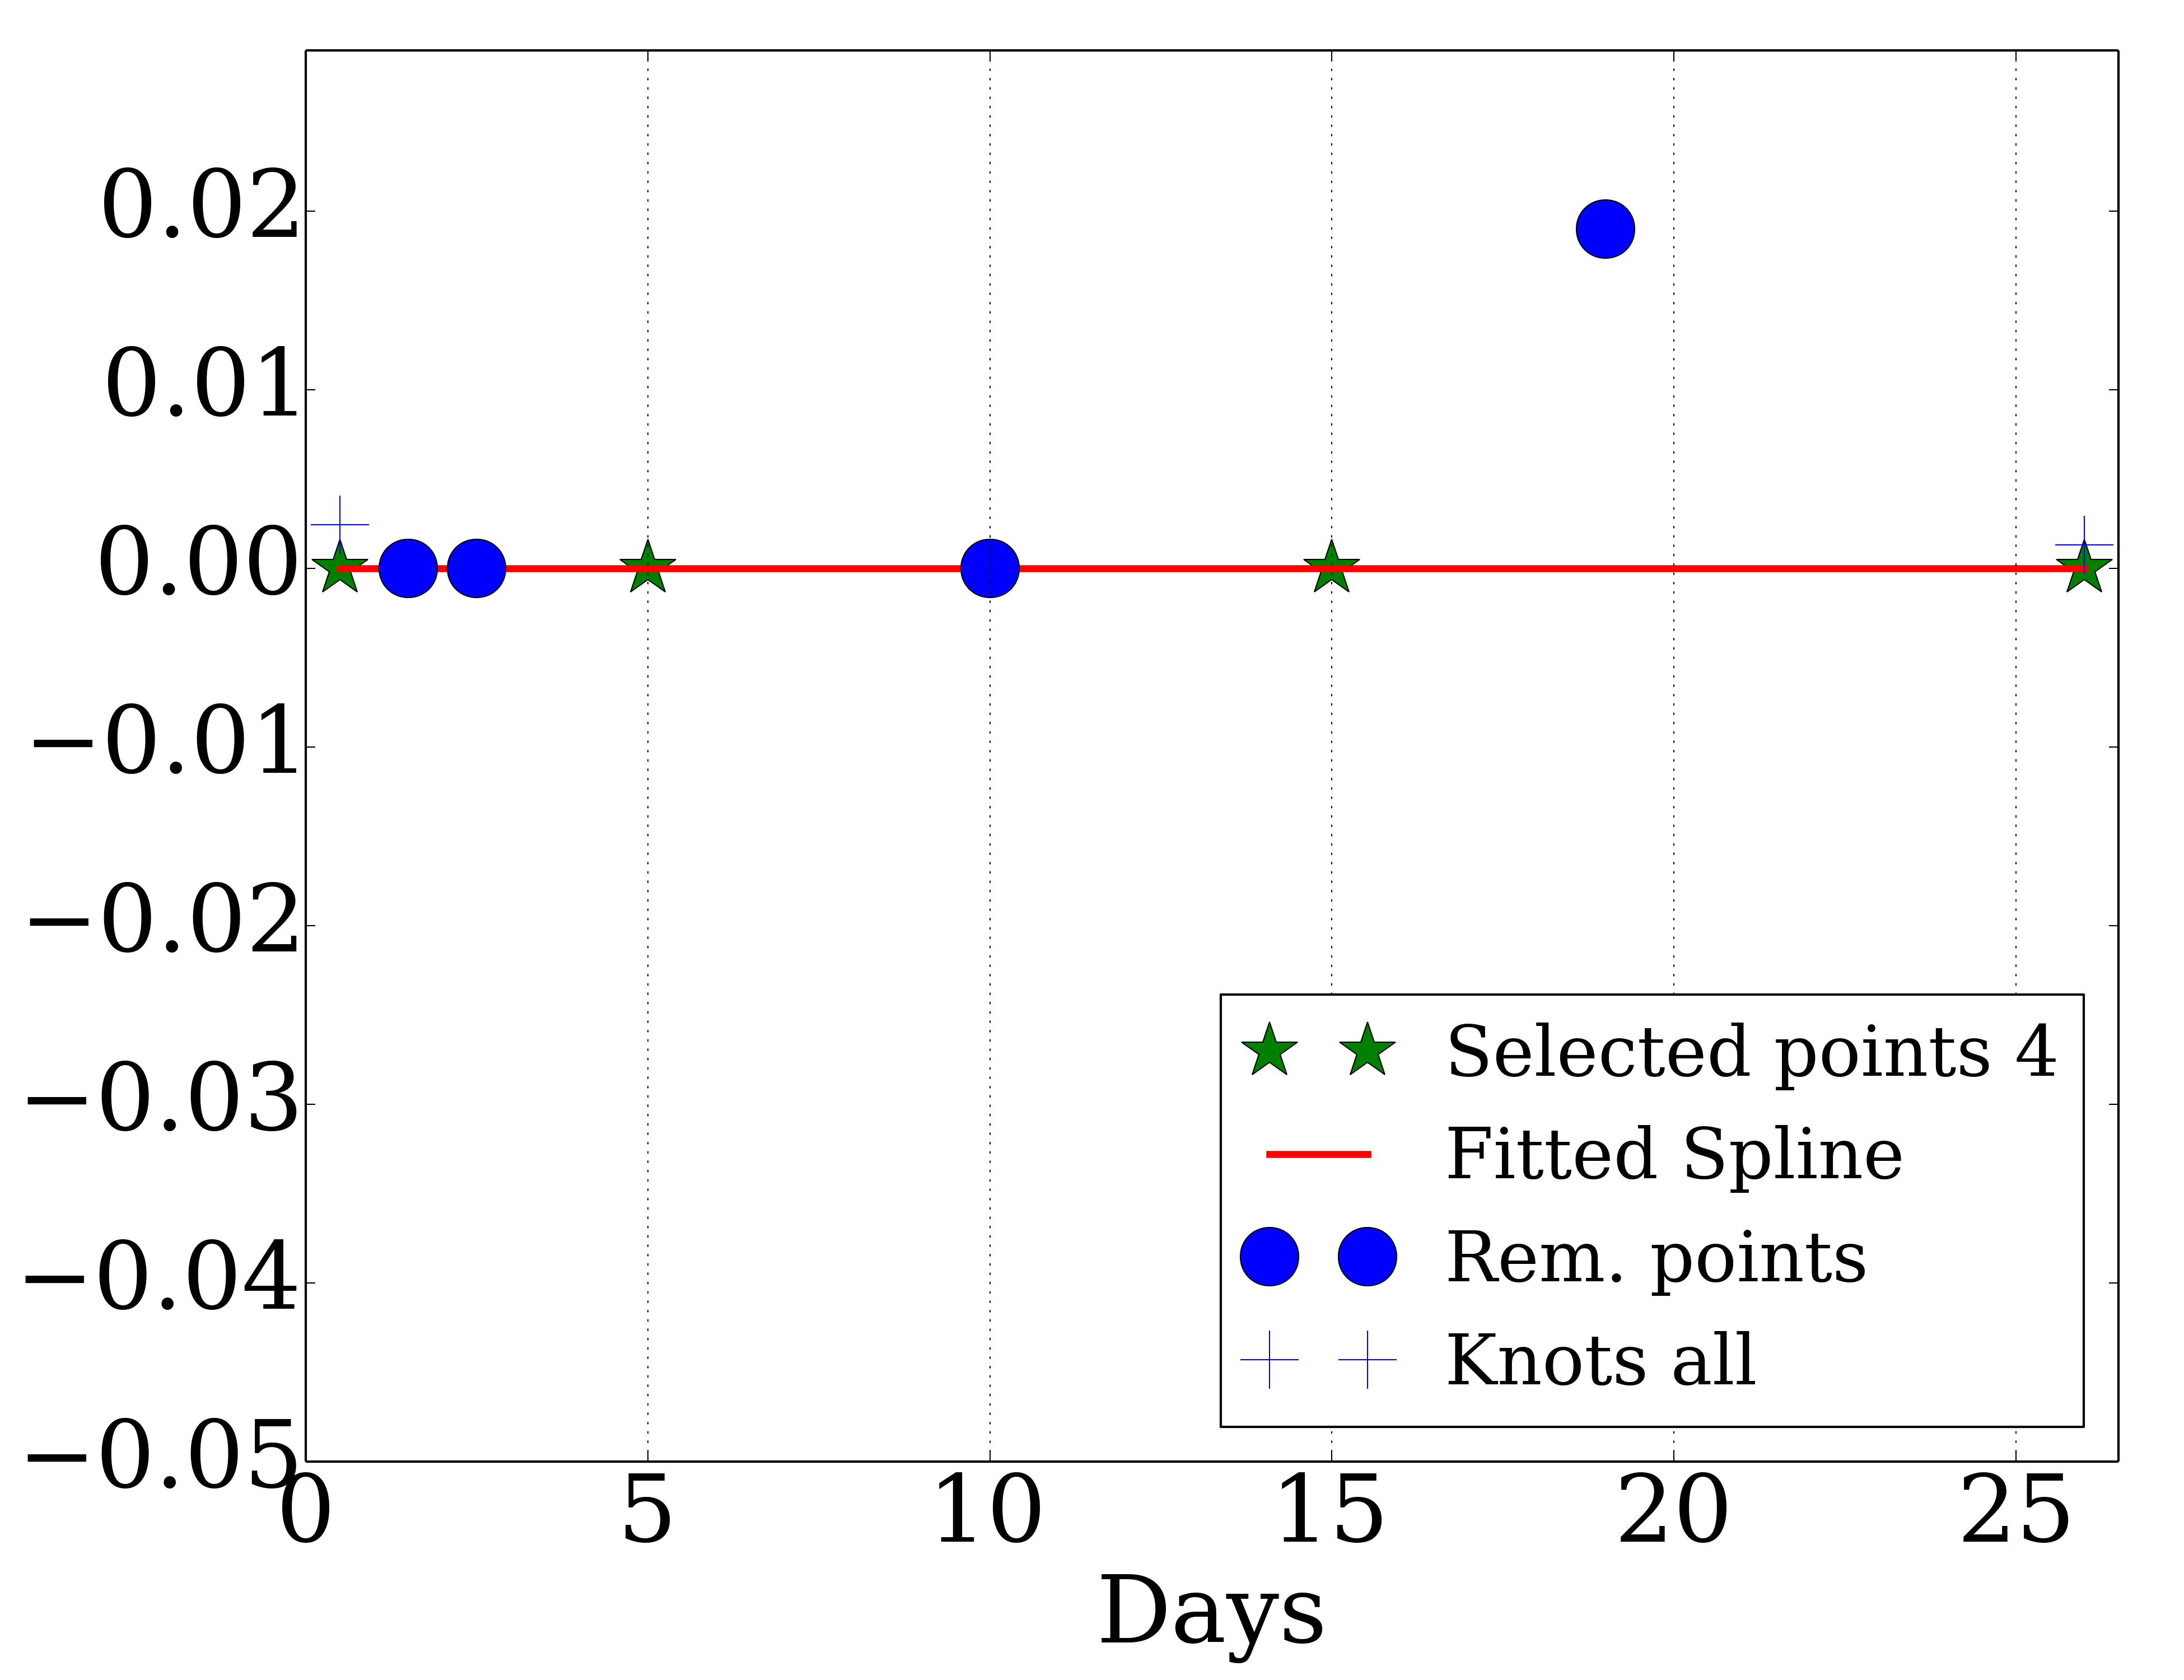 0.02
0.01
0.00
−0.01
−0.02
−0.03
−0.04
−0.05
Selected points 4
Fitted Spline
Rem. points
Knots all
0 5 10 15 20 25
Days